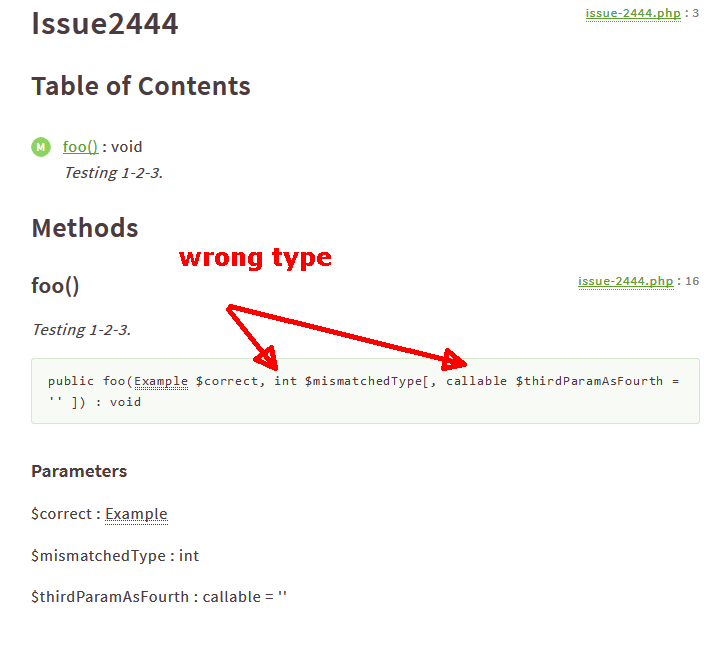 Issue2444
issue-2444.php : 3
Table of Contents
M foo() : void
Testing 1-2-3.
Methods
wrong type
foo()
issue-2444.php : 16
Testing 1-2-3.
public foo(Example $correct, int $mismatchedType[, callable $thirdParamAsFourth =
'' ]) : void
Parameters
$correct : Example
$mismatchedType : int
$thirdParamAsFourth : callable = ''